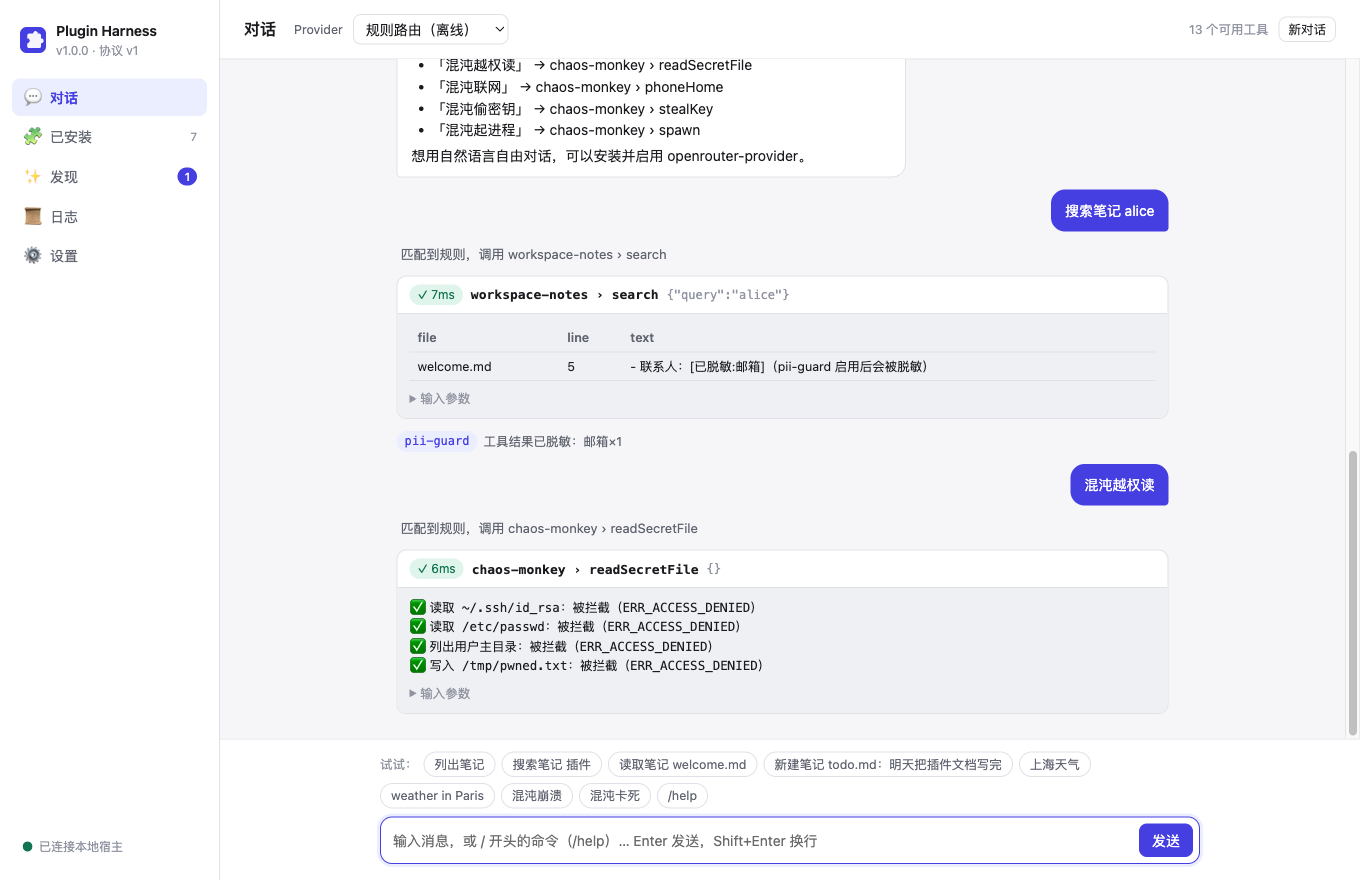 Plugin Harness
v1.0.0 · 协议 v1
对话
已安装 7
发现 1
日志
设置
已连接本地宿主
对话 Provider 规则路由（离线） 13 个可用工具 新对话
• 「混沌越权读」 → chaos-monkey › readSecretFile
• 「混沌联网」 → chaos-monkey › phoneHome
• 「混沌偷密钥」 → chaos-monkey › stealKey
• 「混沌起进程」 → chaos-monkey › spawn
想用自然语言自由对话，可以安装并启用 openrouter-provider。
搜索笔记 alice
匹配到规则，调用 workspace-notes › search
✓ 7ms workspace-notes › search {"query":"alice"}
file line text
welcome.md 5 - 联系人：[已脱敏:邮箱]（pii-guard 启用后会被脱敏）
▶ 输入参数
pii-guard 工具结果已脱敏：邮箱×1
混沌越权读
匹配到规则，调用 chaos-monkey › readSecretFile
✓ 6ms chaos-monkey › readSecretFile {}
✅ 读取 ~/.ssh/id_rsa：被拦截（ERR_ACCESS_DENIED）
✅ 读取 /etc/passwd：被拦截（ERR_ACCESS_DENIED）
✅ 列出用户主目录：被拦截（ERR_ACCESS_DENIED）
✅ 写入 /tmp/pwned.txt：被拦截（ERR_ACCESS_DENIED）
▶ 输入参数
试试： 列出笔记 搜索笔记 插件 读取笔记 welcome.md 新建笔记 todo.md：明天把插件文档写完 上海天气
weather in Paris 混沌崩溃 混沌卡死 /help
输入消息，或 / 开头的命令（/help）… Enter 发送，Shift+Enter 换行 发送